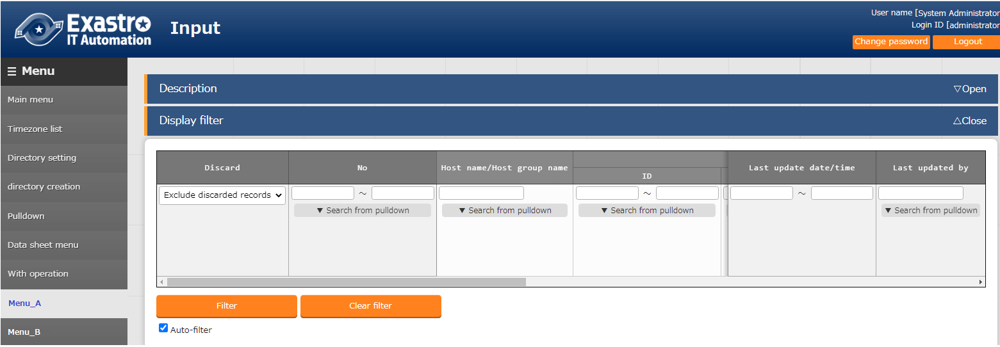 Exastro
IT Automation
Input
User name [System Administrator
Login ID [administrator
Change password
Logout
☰ Menu
Main menu
Timezone list
Directory setting
directory creation
Pulldown
Data sheet menu
With operation
Menu_A
Menu_B
Description
▽Open
Display filter
△Close
Discard
No
Host name/Host group name
ID
Last update date/time
Last updated by
Exclude discarded records
~
~
~
▼ Search from pulldown
▼ Search from pulldown
▼ Search from pulldown
▼ Search from pulldown
Filter
Clear filter
Auto-filter